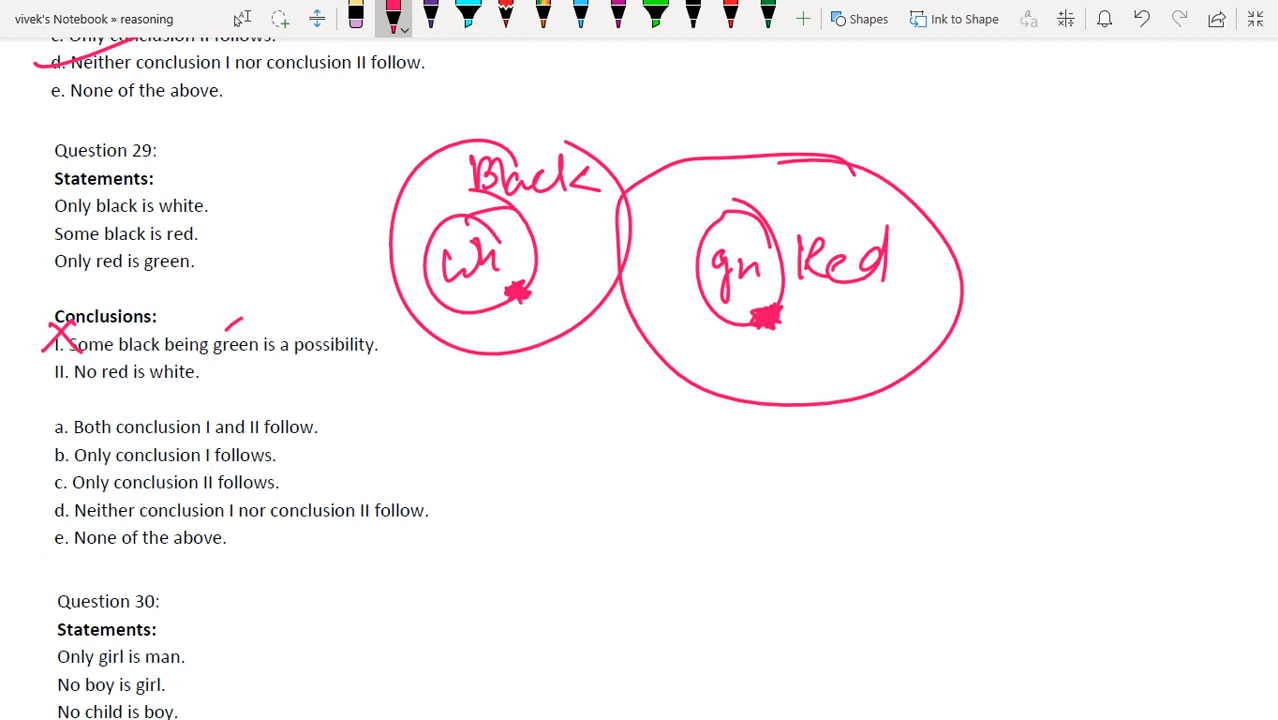 vivek's Notebook » reasoning
Shapes
Ink to Shape
c. Only conclusion II follows.
d. Neither conclusion I nor conclusion II follow.
e. None of the above.
Question 29:
Statements:
Only black is white.
Some black is red.
Only red is green.
Black
wh
gn
Red
Conclusions:
I. Some black being green is a possibility.
II. No red is white.
a. Both conclusion I and II follow.
b. Only conclusion I follows.
c. Only conclusion II follows.
d. Neither conclusion I nor conclusion II follow.
e. None of the above.
Question 30:
Statements:
Only girl is man.
No boy is girl.
No child is boy.